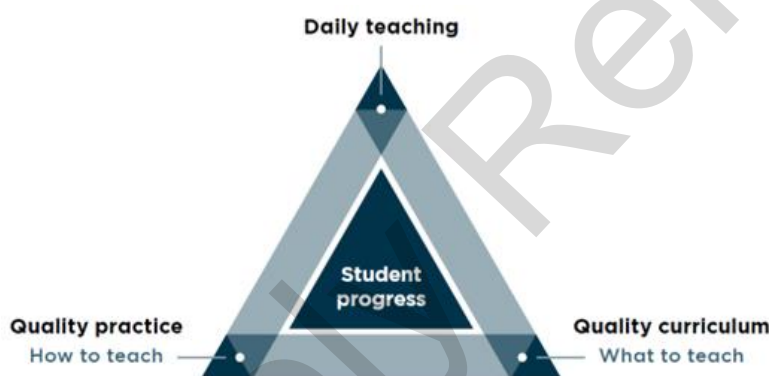 Daily teaching
Student
progress
Quality practice
How to teach
Quality curriculum
What to teach